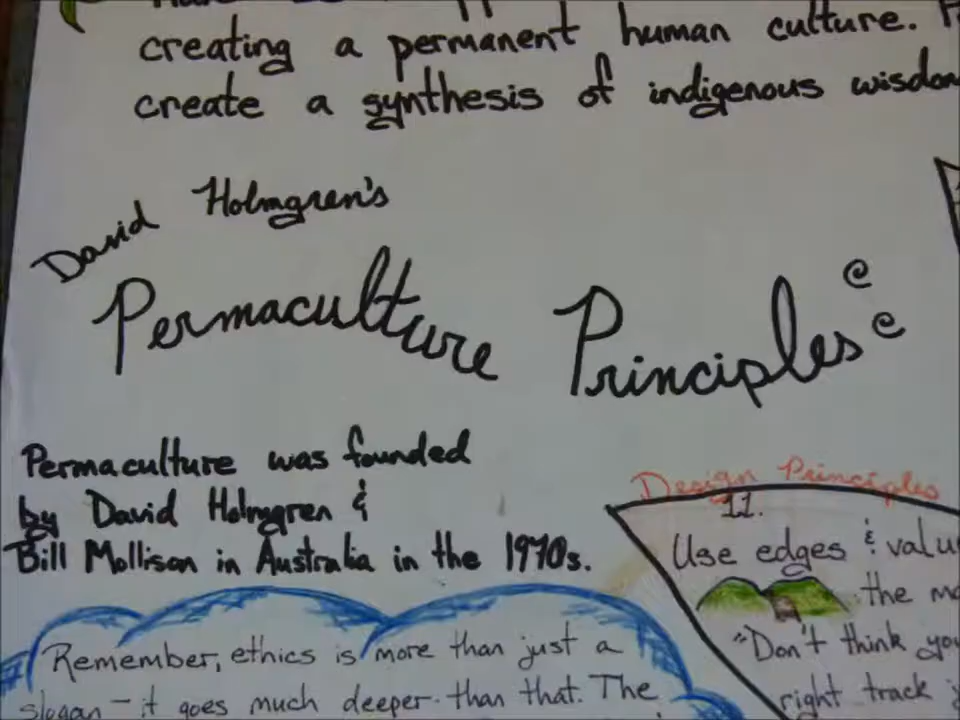 creating a permanent human culture.
create a synthesis of indigenous
David Holmgren's
Permaculture Principles
Permaculture was founded
by David Holmgren &
Bill Mollison in Australia in the 1970s.
Design Principles
11.
Use edges &
the
"Don't think
right track
Remember, ethics is more than just a
slogan – it goes much deeper than that. The